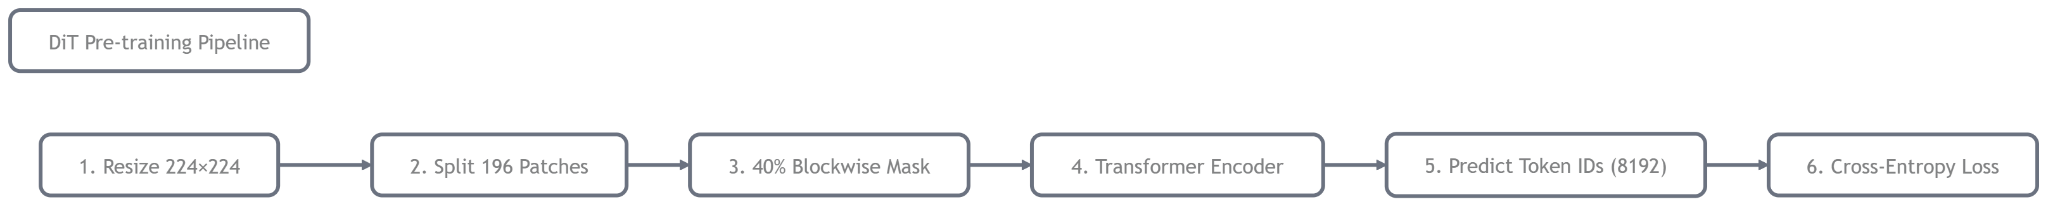 DiT Pre-training Pipeline
1. Resize 224×224
2. Split 196 Patches
3. 40% Blockwise Mask
4. Transformer Encoder
5. Predict Token IDs (8192)
6. Cross-Entropy Loss